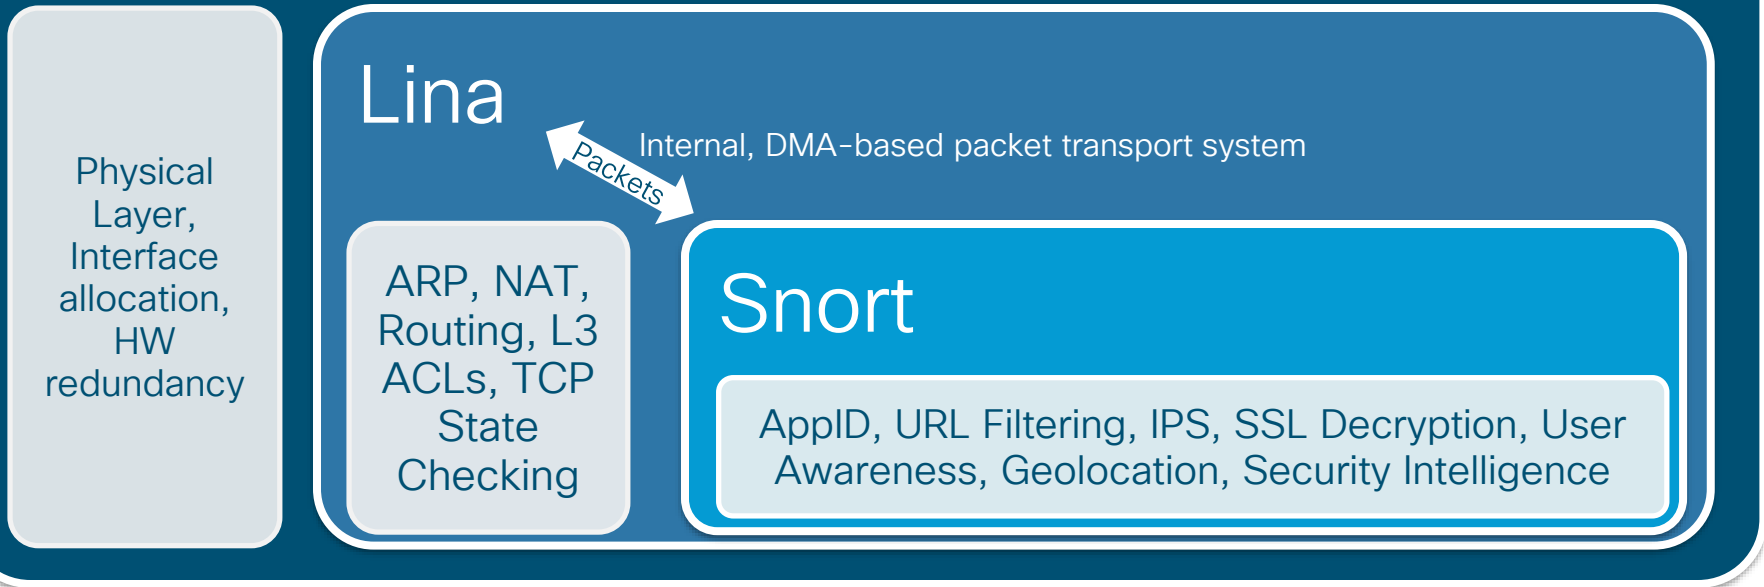 Physical
Layer,
Interface
allocation,
HW
redundancy
Lina
Packets
Internal, DMA-based packet transport system
ARP, NAT,
Routing, L3
ACLs, TCP
State
Checking
Snort
AppID, URL Filtering, IPS, SSL Decryption, User
Awareness, Geolocation, Security Intelligence